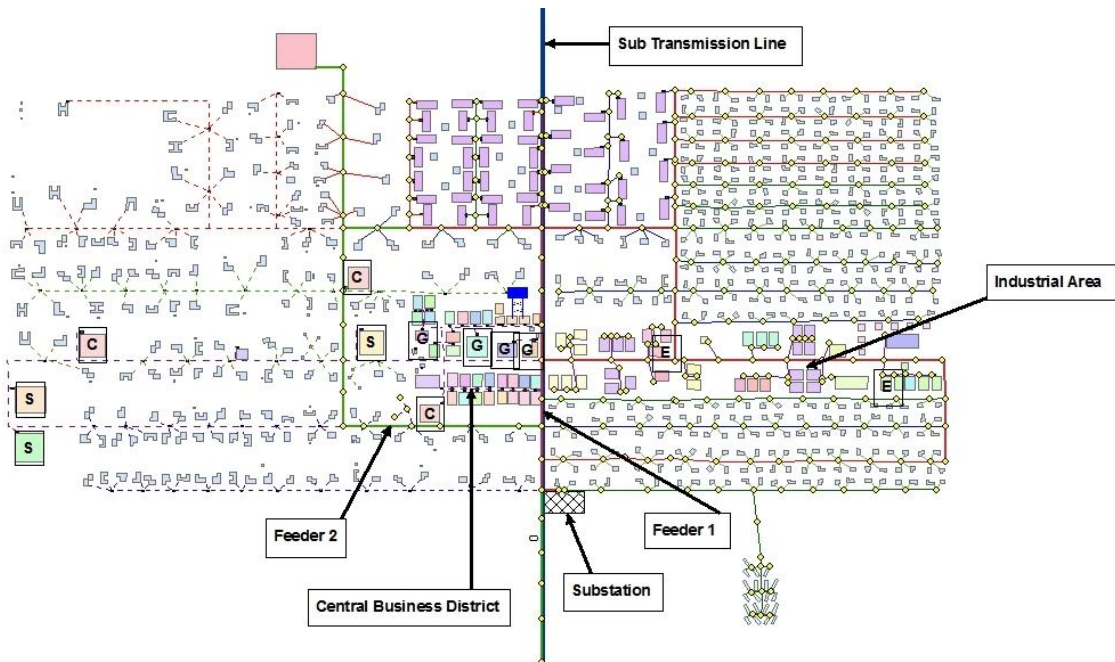 Sub Transmission Line
C
Industrial Area
C
S
G
G
G
G
E
S
E
C
S
Feeder 2
Feeder 1
Central Business District
Substation